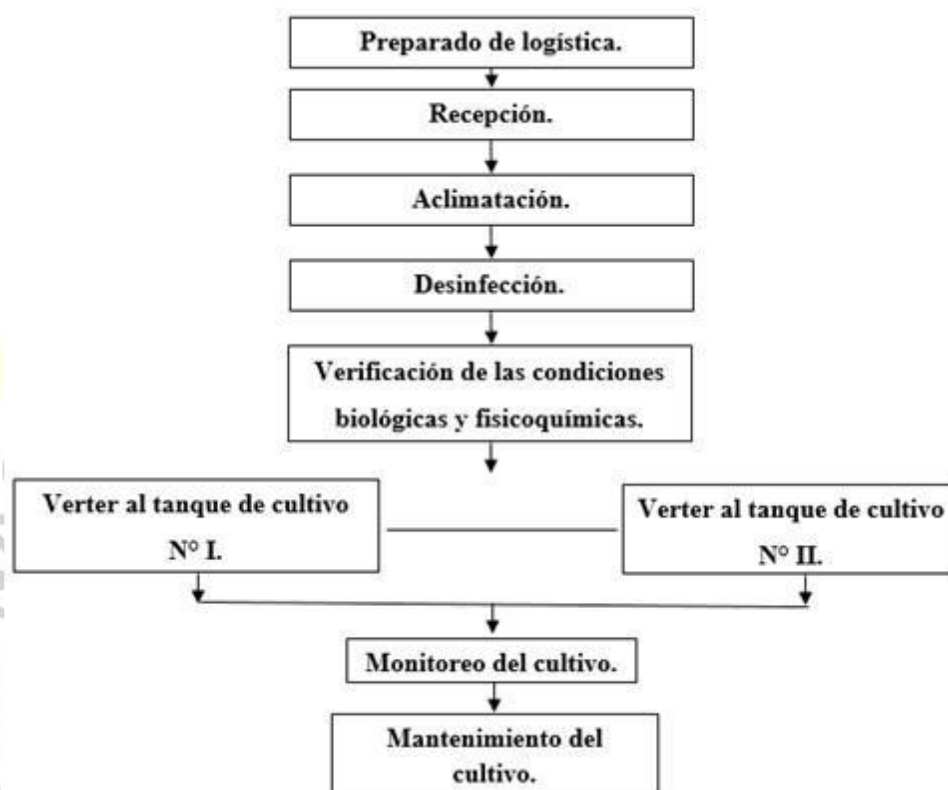 Preparado de logística.
Recepción.
Aclimatación.
Desinfección.
Verificación de las condiciones
biológicas y fisicoquímicas.
Verter al tanque de cultivo
N° I.
Verter al tanque de cultivo
N° II.
Monitoreo del cultivo.
Mantenimiento del
cultivo.